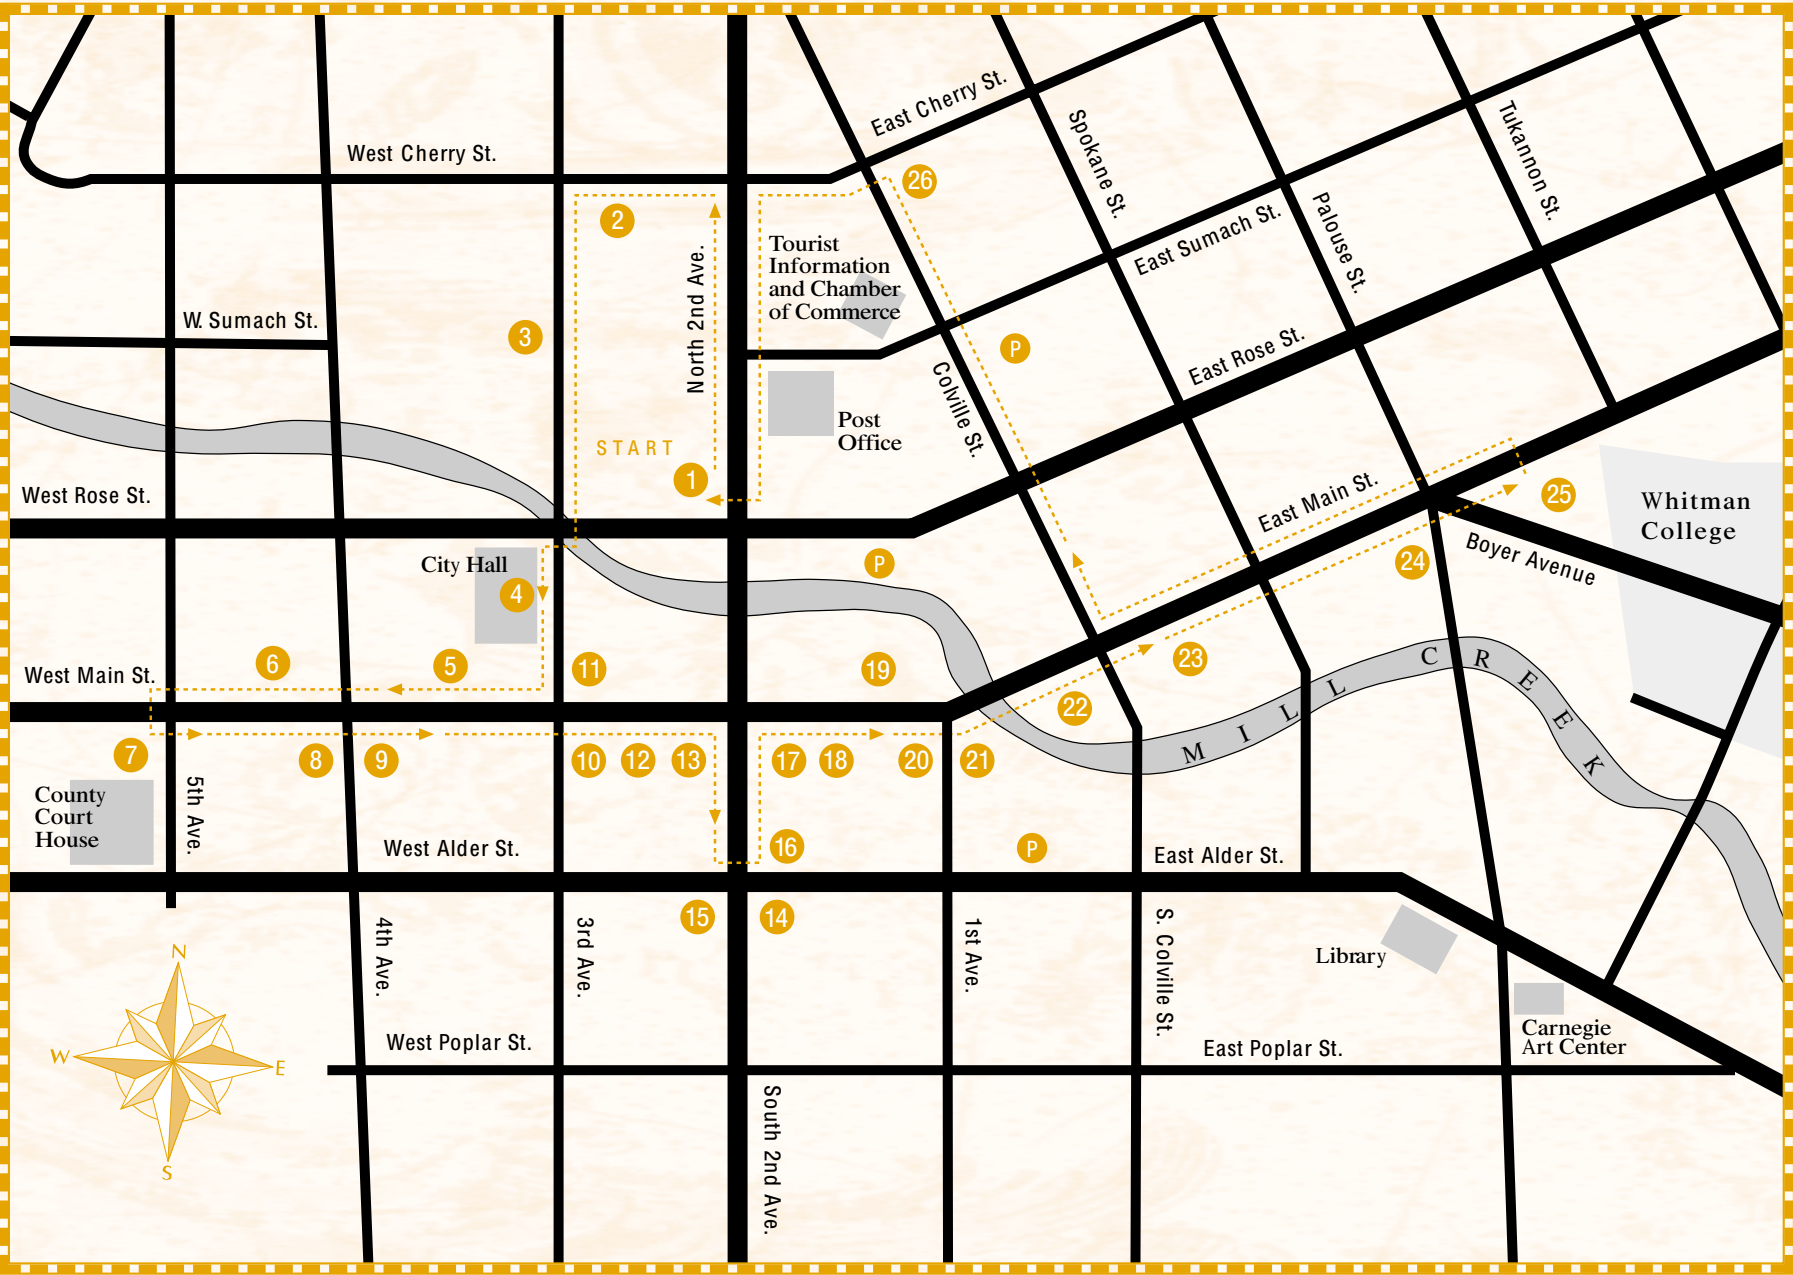 East Cherry St.
West Cherry St.
Spokane St.
Tukannon St.
26
2
Palouse St.
East Sumach St.
Tourist
Information
and Chamber
of Commerce
North 2nd Ave.
W. Sumach St.
3
P
East Rose St.
Colville St.
Post
Office
START
1
West Rose St.
East Main St.
25
Whitman
College
Boyer Avenue
24
City Hall
4
P
West Main St.
6
5
11
19
23
22
MILL CREEK
7
8
9
10
12
13
17
18
20
21
County
Court
House
5th Ave.
West Alder St.
16
P
East Alder St.
15
14
4th Ave.
3rd Ave.
1st Ave.
S. Colville St.
Library
Carnegie
Art Center
West Poplar St.
East Poplar St.
South 2nd Ave.
N
W
E
S